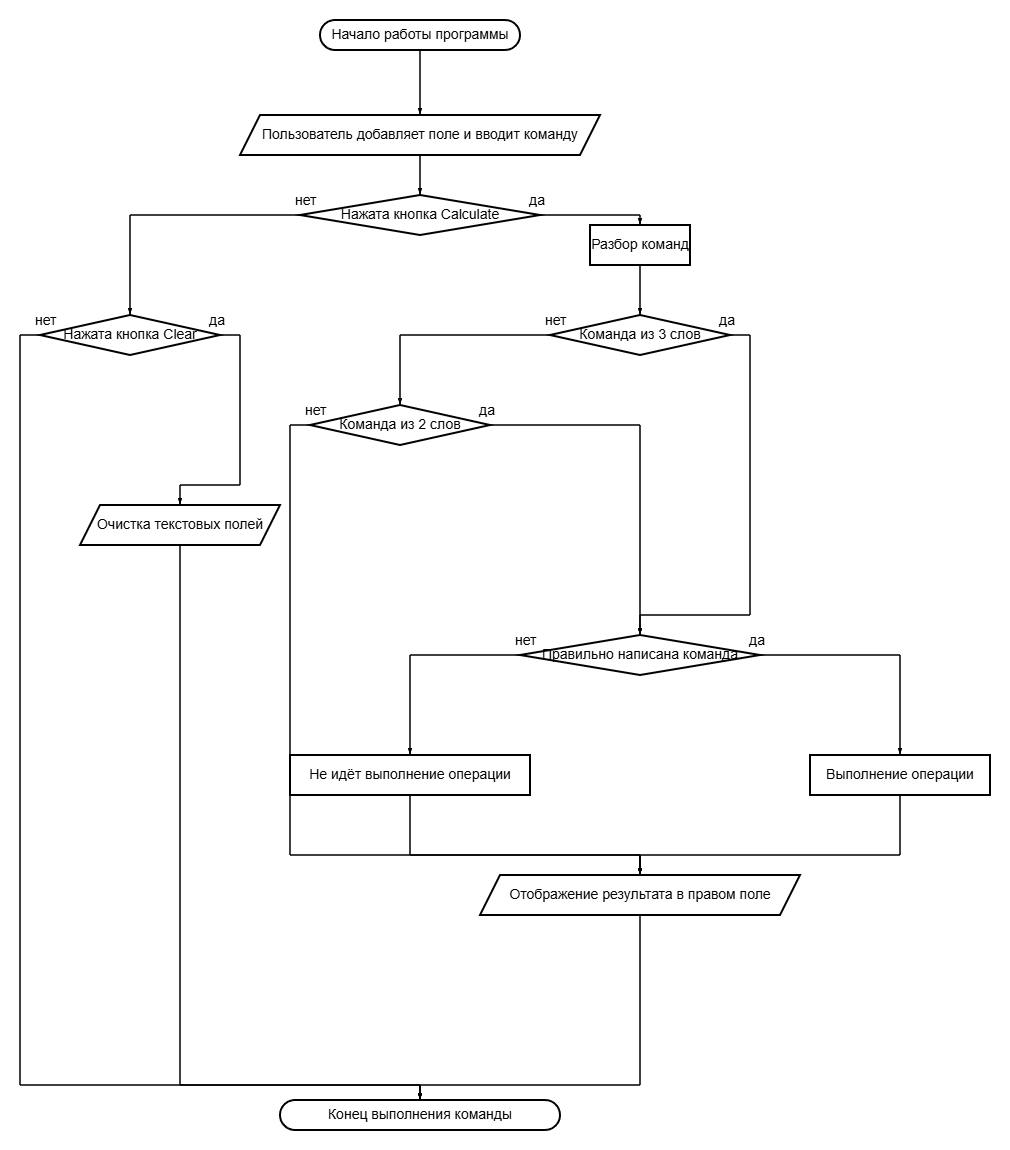 Начало работы программы
Пользователь добавляет поле и вводит команду
нет
да
Нажата кнопка Calculate
Разбор команд
нет
да
Нажата кнопка Clear
нет
да
Команда из 3 слов
нет
да
Команда из 2 слов
Очистка текстовых полей
нет
да
Правильно написана команда
Не идёт выполнение операции
Выполнение операции
Отображение результата в правом поле
Конец выполнения команды